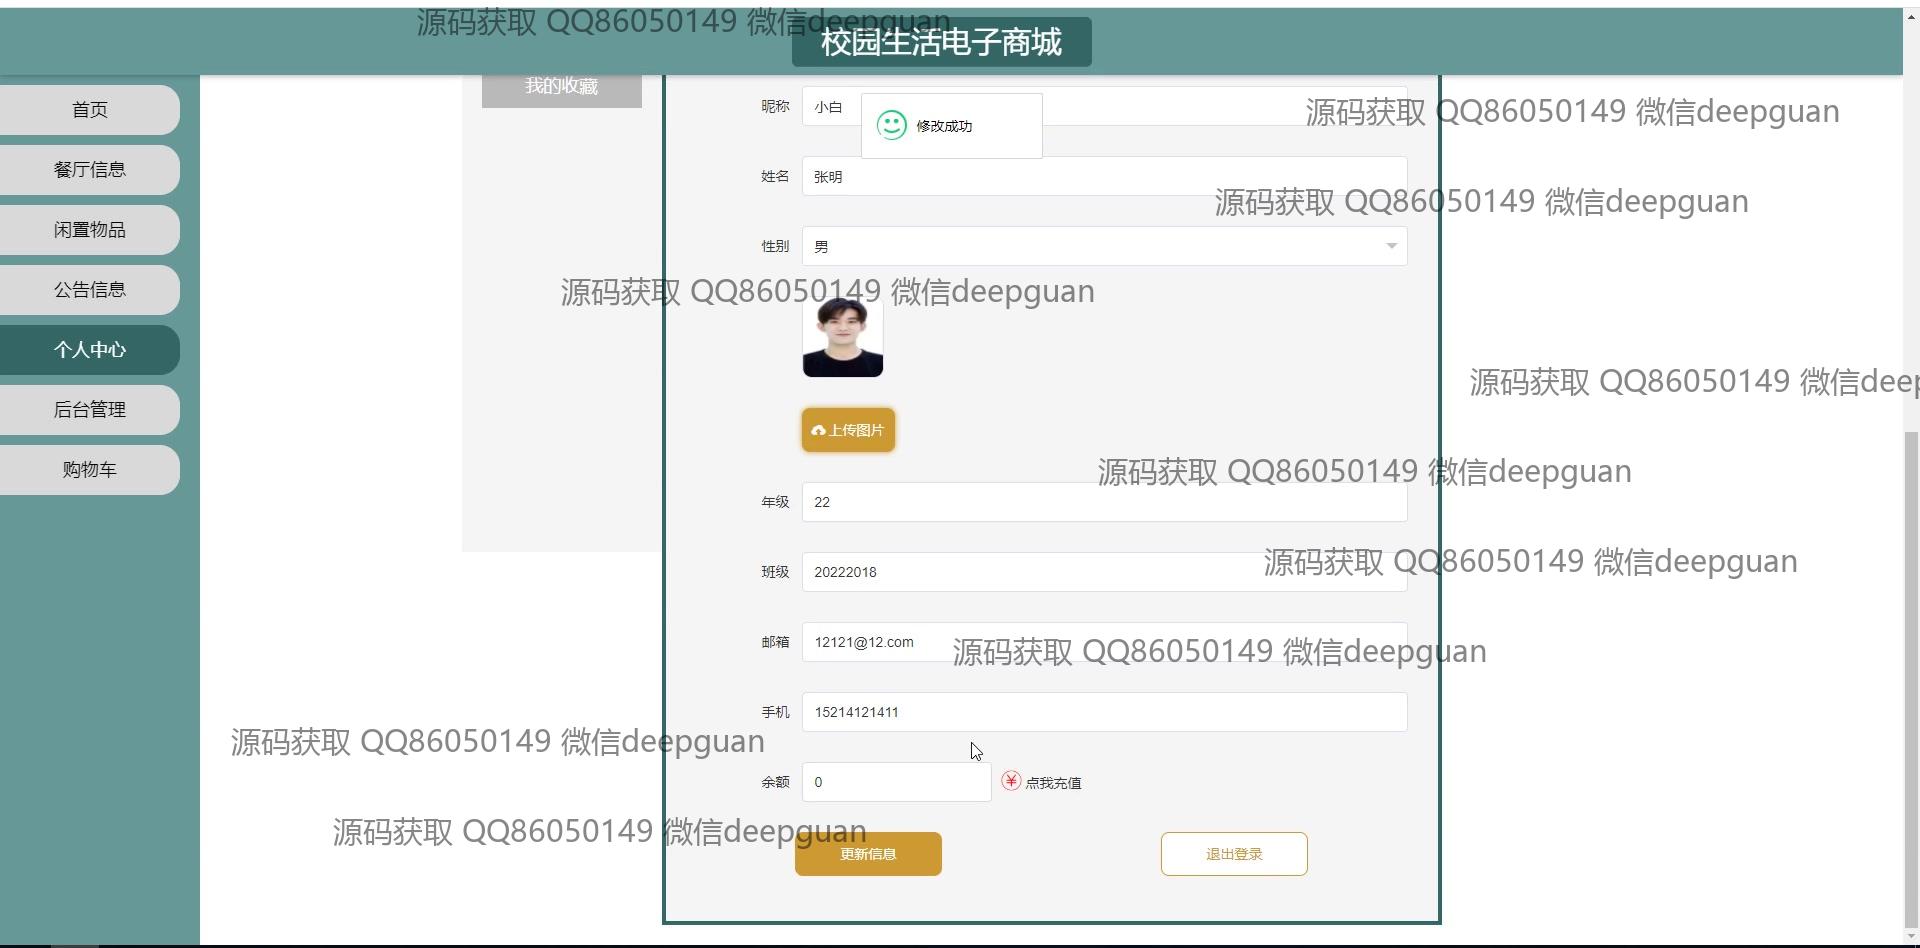 源码获取 QQ86050149 微信deepguan
校园生活电子商城
我的收藏
首页
餐厅信息
闲置物品
公告信息
个人中心
后台管理
购物车
昵称 小白
修改成功
源码获取 QQ86050149 微信deepguan
姓名 张明
源码获取 QQ86050149 微信deepguan
性别 男
源码获取 QQ86050149 微信deepguan
源码获取 QQ86050149 微信deep
上传图片
源码获取 QQ86050149 微信deepguan
年级 22
源码获取 QQ86050149 微信deepguan
班级 20222018
邮箱 12121@12.com
源码获取 QQ86050149 微信deepguan
手机 15214121411
源码获取 QQ86050149 微信deepguan
余额 0 点我充值
源码获取 QQ86050149 微信deepguan
更新信息
退出登录